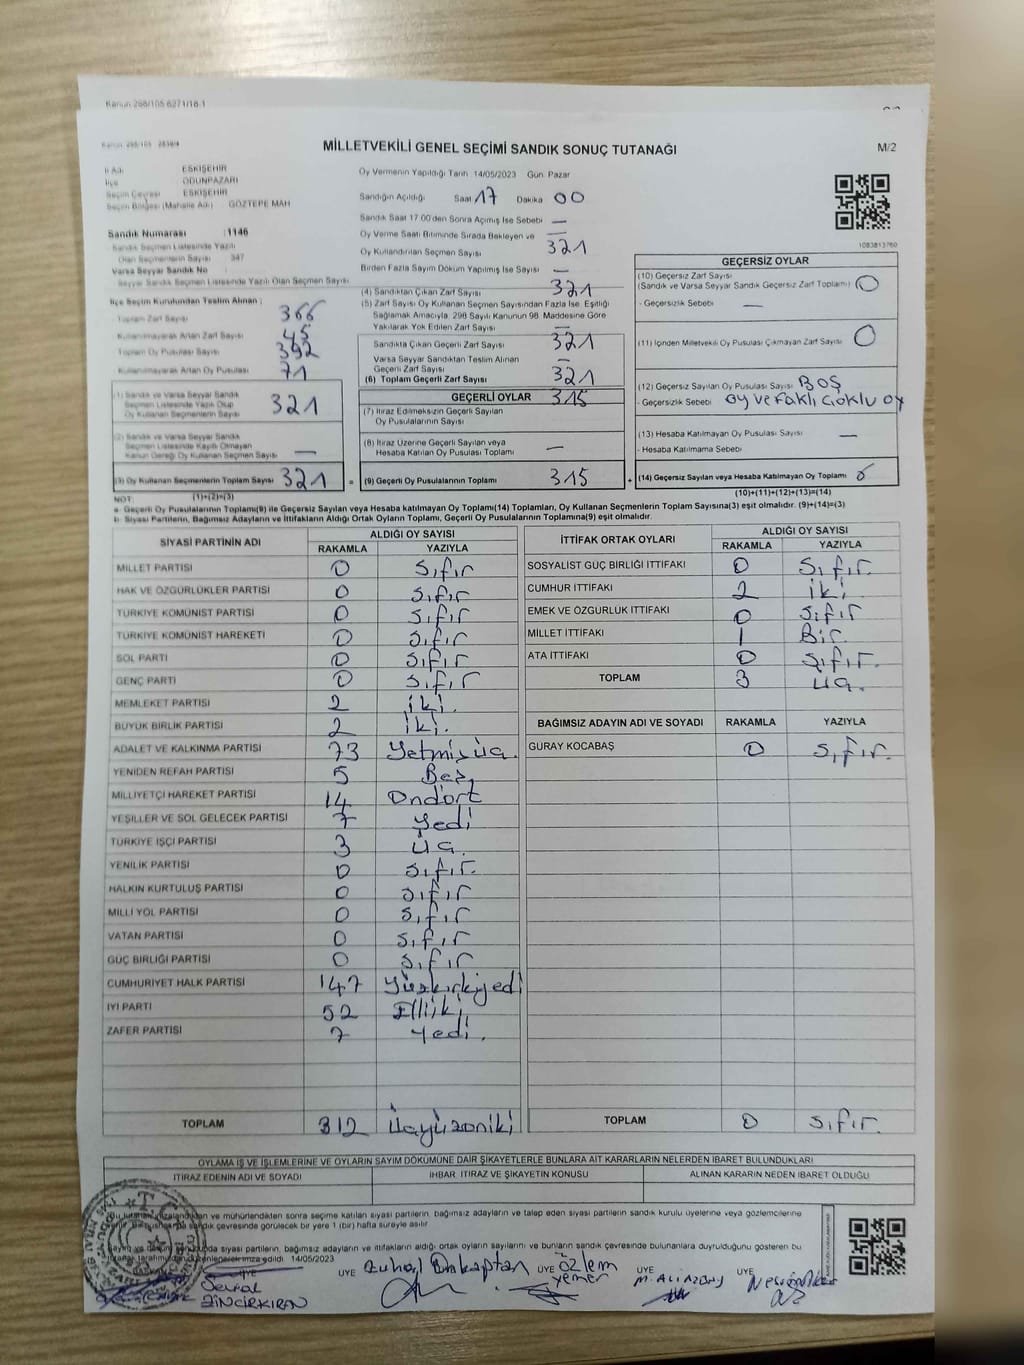 Kanun 298/105 6271/18-1
MİLLETVEKİLİ GENEL SEÇİMİ SANDIK SONUÇ TUTANAĞI
M/2
İl Adı ESKİŞEHİR
İlçe ODUNPAZARI
Seçim Çevresi ESKİŞEHİR
Seçim Bölgesi (Mahalle Adı) GÖZTEPE MAH
Sandık Numarası :1146
Sandık Seçmen Listesinde Yazılı
Olan Seçmenlerin Sayısı 347
Varsa Seyyar Sandık No
Seyyar Sandık Seçmen Listesinde Yazılı Olan Seçmen Sayısı
İlçe Seçim Kurulundan Teslim Alınan ;
Toplam Zarf Sayısı 366
Kullanılmayarak Artan Zarf Sayısı 45
Toplam Oy Pusulası Sayısı 392
Kullanılmayarak Artan Oy Pusulası 71
(1) Sandık ve Varsa Seyyar Sandık
Seçmen Listesinde Yazılı Olup
Oy Kullanan Seçmenlerin Sayısı 321
(2) Sandık ve Varsa Seyyar Sandık
Seçmen Listesinde Kayıtlı Olmayan
Kanun Gereği Oy Kullanan Seçmen Sayısı —
(3) Oy Kullanan Seçmenlerin Toplam Sayısı 321
Oy Vermenin Yapıldığı Tarih 14/05/2023 Gün Pazar
Sandığın Açıldığı Saat 17 Dakika 00
Sandık Saat 17:00'den Sonra Açımış İse Sebebi —
Oy Verme Saati Bitiminde Sırada Bekleyen ve —
Oy Kullandırılan Seçmen Sayısı 321
Birden Fazla Sayım Döküm Yapılmış İse Sayısı —
(4) Sandıktan Çıkan Zarf Sayısı 321
(5) Zarf Sayısı Oy Kullanan Seçmen Sayısından Fazla İse, Eşitliği
Sağlamak Amacıyla 298 Sayılı Kanunun 98. Maddesine Göre
Yakılarak Yok Edilen Zarf Sayısı —
Sandıkta Çıkan Geçerli Zarf Sayısı 321
Varsa Seyyar Sandıktan Teslim Alınan
Geçerli Zarf Sayısı —
(6) Toplam Geçerli Zarf Sayısı 321
GEÇERLİ OYLAR
(7) İtiraz Edilmeksizin Geçerli Sayılan
Oy Pusulalarının Sayısı 315
(8) İtiraz Üzerine Geçerli Sayılan veya
Hesaba Katılan Oy Pusulası Toplamı —
= (9) Geçerli Oy Pusulalarının Toplamı 315
1083813760
GEÇERSİZ OYLAR
(10) Geçersiz Zarf Sayısı
(Sandık ve Varsa Seyyar Sandık Geçersiz Zarf Toplamı) 0
- Geçersizlik Sebebi —
(11) İçinden Milletvekili Oy Pusulası Çıkmayan Zarf Sayısı 0
(12) Geçersiz Sayılan Oy Pusulası Sayısı BOŞ
- Geçersizlik Sebebi
(13) Hesaba Katılmayan Oy Pusulası Sayısı —
- Hesaba Katılmama Sebebi
+ (14) Geçersiz Sayılan veya Hesaba Katılmayan Oy Toplamı 6
NOT: (1)+(2)=(3)
(10)+(11)+(12)+(13)=(14)
a- Geçerli Oy Pusulalarının Toplamı(9) ile Geçersiz Sayılan veya Hesaba katılmayan Oy Toplamı(14) Toplamları, Oy Kullanan Seçmenlerin Toplam Sayısına(3) eşit olmalıdır. (9)+(14)=(3)
b- Siyasi Partilerin, Bağımsız Adayların ve İttifakların Aldığı Ortak Oyların Toplamı, Geçerli Oy Pusulalarının Toplamına(9) eşit olmalıdır.
SİYASİ PARTİNİN ADI ALDIĞI OY SAYISI
RAKAMLA YAZIYLA
MİLLET PARTİSİ 0 Sıfır
HAK VE ÖZGÜRLÜKLER PARTİSİ 0 Sıfır
TÜRKİYE KOMÜNİST PARTİSİ 0 Sıfır
TÜRKİYE KOMÜNİST HAREKETİ 0 Sıfır
SOL PARTİ 0 Sıfır
GENÇ PARTİ 0 Sıfır
MEMLEKET PARTİSİ 2 iki.
BÜYÜK BİRLİK PARTİSİ 2 iki.
ADALET VE KALKINMA PARTİSİ 73 Yetmişüç.
YENİDEN REFAH PARTİSİ 5 Beş
MİLLİYETÇİ HAREKET PARTİSİ 14 Ondört
YEŞİLLER VE SOL GELECEK PARTİSİ 7 Yedi
TÜRKİYE İŞÇİ PARTİSİ 3 Üç.
YENİLİK PARTİSİ 0 Sıfır.
HALKIN KURTULUŞ PARTİSİ 0 Sıfır
MİLLİ YOL PARTİSİ 0 Sıfır
VATAN PARTİSİ 0 Sıfır
GÜÇ BİRLİĞİ PARTİSİ 0 Sıfır
CUMHURİYET HALK PARTİSİ 147 Yüzkırkyedi
İYİ PARTİ 52 Elliiki
ZAFER PARTİSİ 7 Yedi.
TOPLAM 312 Üçyüzoniki
İTTİFAK ORTAK OYLARI ALDIĞI OY SAYISI
RAKAMLA YAZIYLA
SOSYALİST GÜÇ BİRLİĞİ İTTİFAKI 0 Sıfır.
CUMHUR İTTİFAKI 2 iki
EMEK VE ÖZGÜRLÜK İTTİFAKI 0 Sıfır
MİLLET İTTİFAKI 1 Bir.
ATA İTTİFAKI 0 Sıfır.
TOPLAM 3 Üç.
BAĞIMSIZ ADAYIN ADI VE SOYADI RAKAMLA YAZIYLA
GÜRAY KOCABAŞ 0 Sıfır.
TOPLAM 0 Sıfır.
OYLAMA İŞ VE İŞLEMLERİNE VE OYLARIN SAYIM DÖKÜMÜNE DAİR ŞİKAYETLERLE BUNLARA AİT KARARLARIN NELERDEN İBARET BULUNDUKLARI
İTİRAZ EDENİN ADI VE SOYADI İHBAR, İTİRAZ VE ŞİKAYETİN KONUSU ALINAN KARARIN NEDEN İBARET OLDUĞU
ve mühürlendikten sonra seçime katılan siyasi partilerin, bağımsız adayların ve talep eden siyasi partilerin sandık kurulu üyelerine veya gözlemcilerine
sandık çevresinde görülecek bir yere 1 (bir) hafta süreyle asılır
siyasi partilerin, bağımsız adayların ve ittifakların aldığı ortak oyların sayılarını ve bunların sandık çevresinde bulunanlara duyrulduğunu gösteren bu
14/05/2023
ÜYE ÜYE ÜYE ÜYE ÜYE
Seval ZİNCİRKIRAN
Özlem Yener